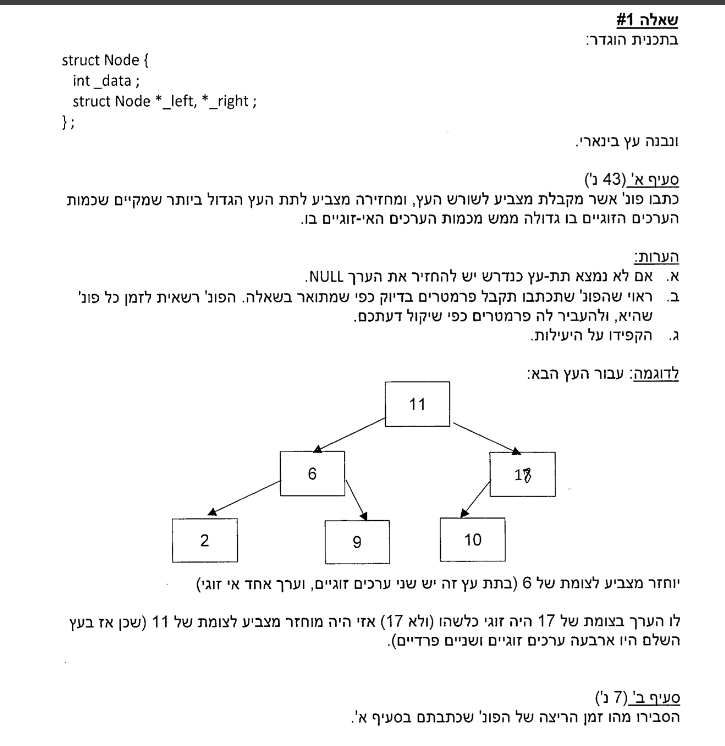 שאלה 1#
בתכנית הוגדר:
struct Node {
int _data ;
struct Node *_left, *_right ;
} ;
ונבנה עץ בינארי.
סעיף א' (43 נ')
כתבו פונ' אשר מקבלת מצביע לשורש העץ, ומחזירה מצביע לתת העץ הגדול ביותר שמקיים שכמות
הערכים הזוגיים בו גדולה ממש מכמות הערכים האי-זוגיים בו.
הערות:
א. אם לא נמצא תת-עץ כנדרש יש להחזיר את הערך NULL.
ב. ראוי שהפונ' שתכתבו תקבל פרמטרים בדיוק כפי שמתואר בשאלה. הפונ' רשאית לזמן כל פונ'
שהיא, ולהעביר לה פרמטרים כפי שיקול דעתכם.
ג. הקפידו על היעילות.
לדוגמה: עבור העץ הבא:
11
6
2
9
10
יוחזר מצביע לצומת של 6 (בתת עץ זה יש שני ערכים זוגיים, וערך אחד אי זוגי)
לו הערך בצומת של 17 היה זוגי כלשהו (ולא 17) אזי היה מוחזר מצביע לצומת של 11 (שכן אז בעץ
השלם היו ארבעה ערכים זוגיים ושניים פרדיים).
סעיף ב' (7 נ')
הסבירו מהו זמן הריצה של הפונ' שכתבתם בסעיף א'.